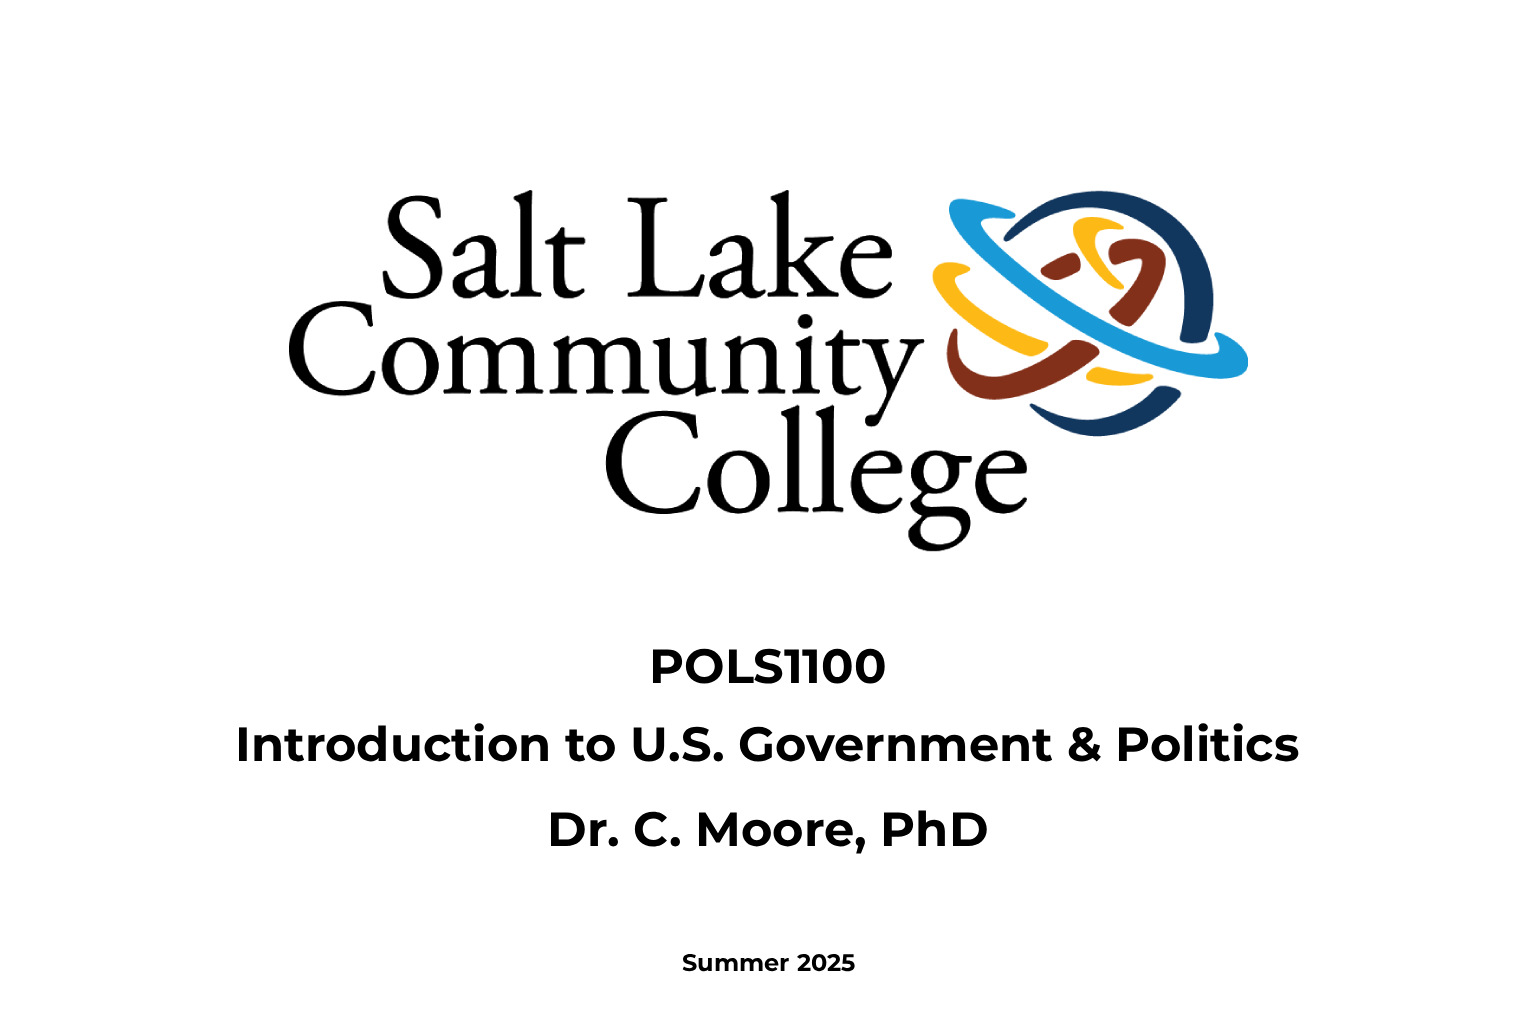 Salt Lake
Community
College
POLS1100
Introduction to U.S. Government & Politics
Dr. C. Moore, PhD
Summer 2025